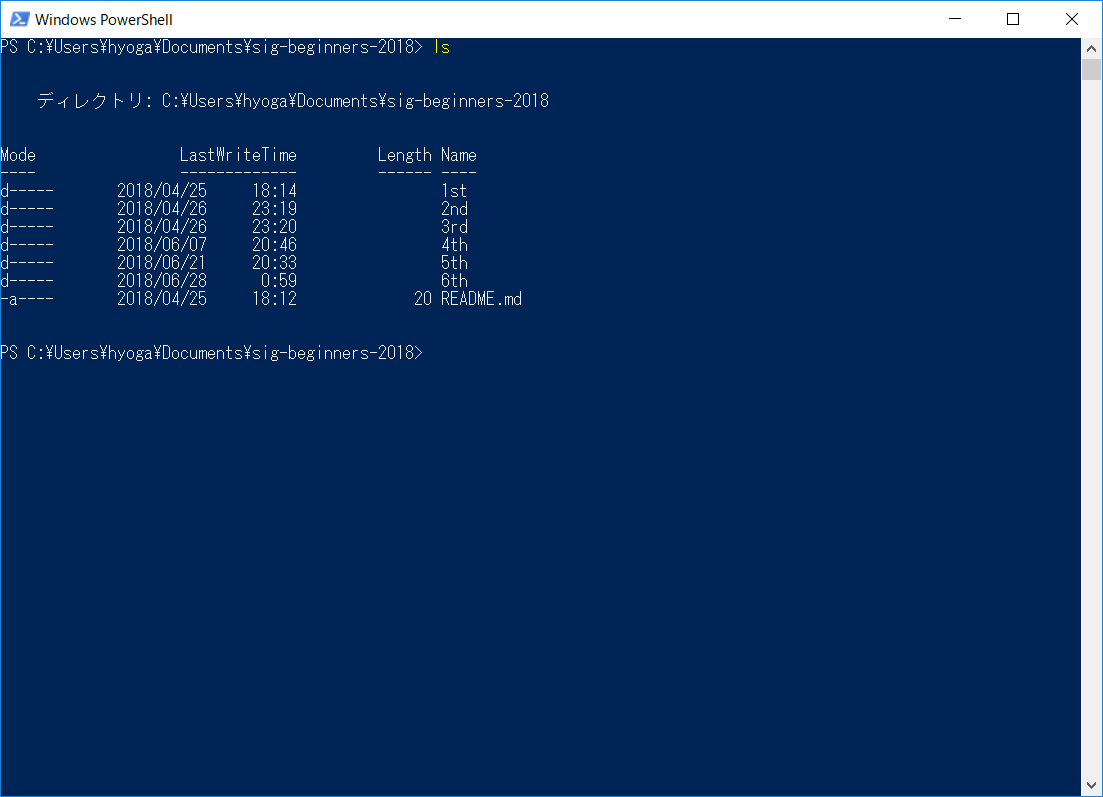 Windows PowerShell
PS C:¥Users¥hyoga¥Documents¥sig-beginners-2018> ls
ディレクトリ: C:¥Users¥hyoga¥Documents¥sig-beginners-2018
Mode                LastWriteTime         Length Name
----                -------------         ------ ----
d-----       2018/04/25     18:14                1st
d-----       2018/04/26     23:19                2nd
d-----       2018/04/26     23:20                3rd
d-----       2018/06/07     20:46                4th
d-----       2018/06/21     20:33                5th
d-----       2018/06/28      0:59                6th
-a----       2018/04/25     18:12             20 README.md
PS C:¥Users¥hyoga¥Documents¥sig-beginners-2018>